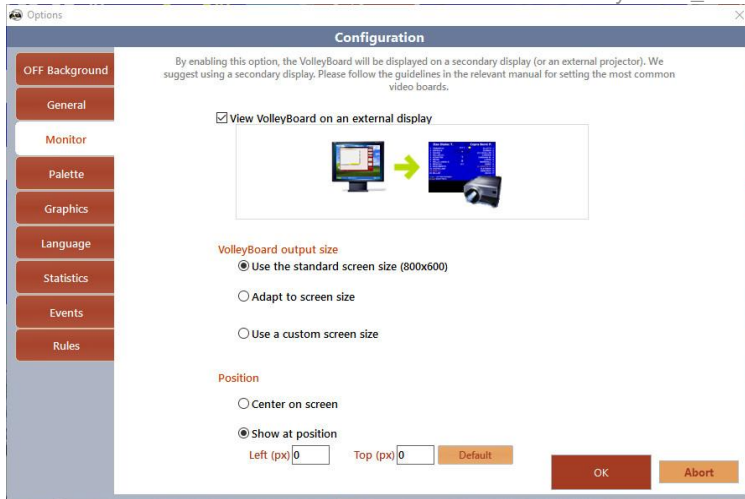 Options
Configuration
OFF Background
General
Monitor
Palette
Graphics
Language
Statistics
Events
Rules
By enabling this option, the VolleyBoard will be displayed on a secondary display (or an external projector). We
suggest using a secondary display. Please follow the guidelines in the relevant manual for setting the most common
video boards.
View VolleyBoard on an external display
VolleyBoard output size
Use the standard screen size (800x600)
Adapt to screen size
Use a custom screen size
Position
Center on screen
Show at position
Left (px) 0 Top (px) 0 Default
OK Abort